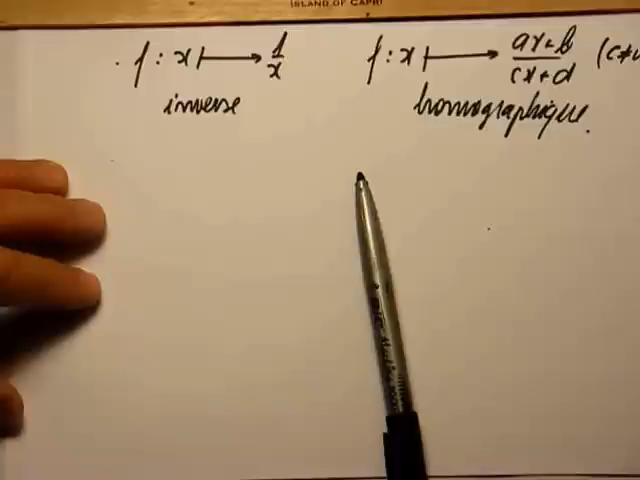 ISLAND OF CAPRI
. f : x ⟼ 1/x
inverse
f : x ⟼ ax+b/cx+d (c≠
homographique.